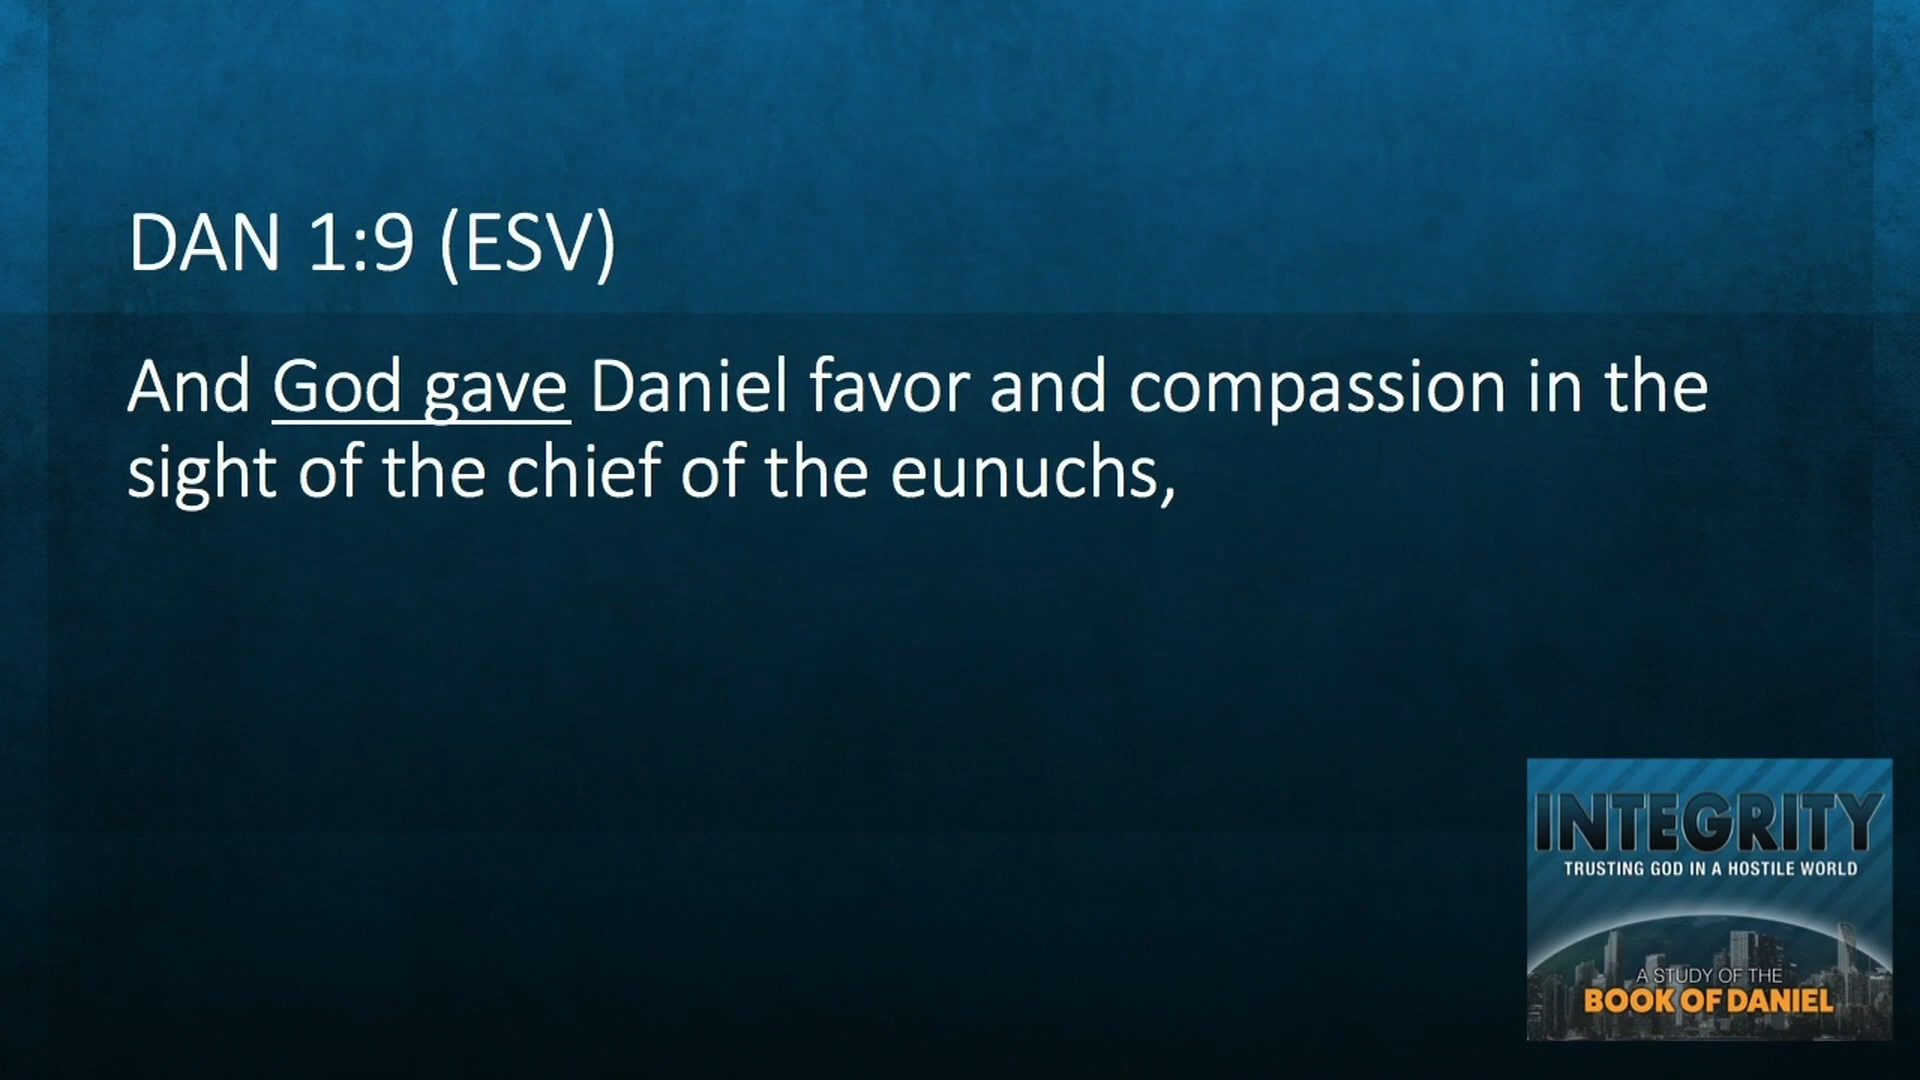 DAN 1:9 (ESV)
And God gave Daniel favor and compassion in the
sight of the chief of the eunuchs,
INTEGRITY
TRUSTING GOD IN A HOSTILE WORLD
A STUDY OF THE
BOOK OF DANIEL